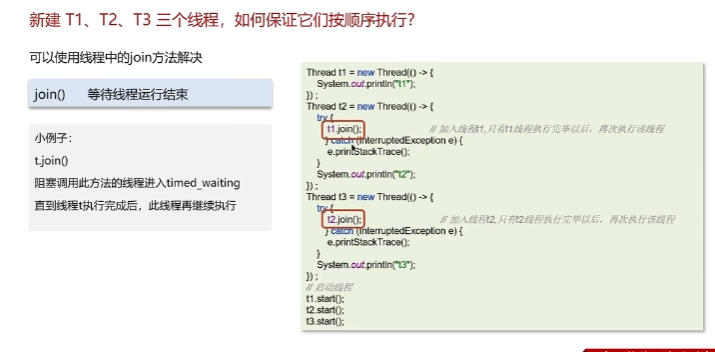 新建 T1、T2、T3 三个线程，如何保证它们按顺序执行？
可以使用线程中的join方法解决
join() 等待线程运行结束
小例子：
t.join()
阻塞调用此方法的线程进入timed_waiting
直到线程t执行完成后，此线程再继续执行
Thread t1 = new Thread(() -> {
System.out.println("t1");
}) ;
Thread t2 = new Thread(() -> {
try {
t1.join(); // 加入线程t1,只有t1线程执行完毕以后，再次执行该线程
} catch (InterruptedException e) {
e.printStackTrace();
}
System.out.println("t2");
}) ;
Thread t3 = new Thread(() -> {
try {
t2.join(); // 加入线程t2,只有t2线程执行完毕以后，再次执行该线程
} catch (InterruptedException e) {
e.printStackTrace();
}
System.out.println("t3");
}) ;
// 启动线程
t1.start();
t2.start();
t3.start();